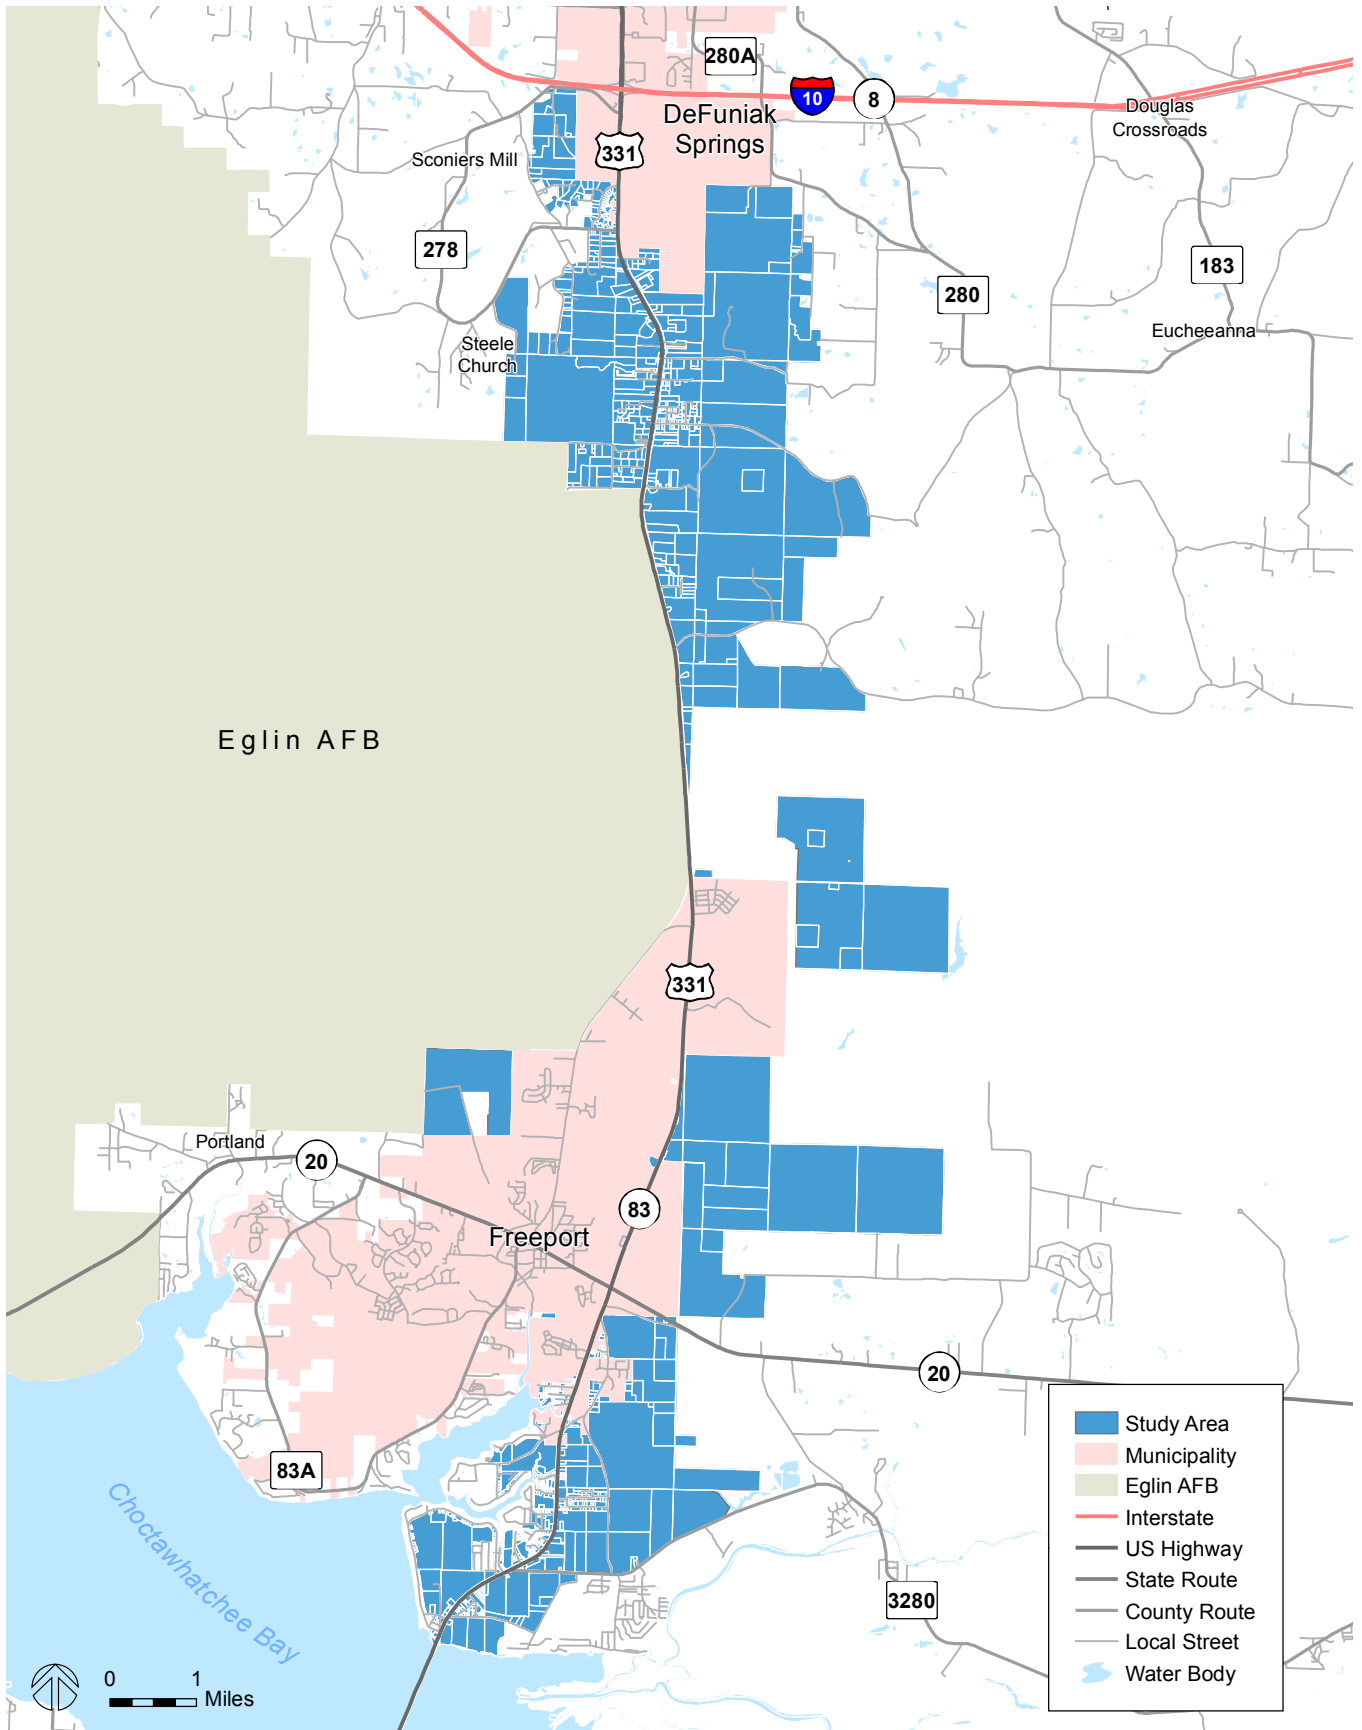 280A
10
8
DeFuniak
Springs
Douglas
Crossroads
331
Sconiers Mill
278
183
280
Eucheeanna
Steele
Church
Eglin AFB
331
Portland
20
83
Freeport
20
83A
Choctawhatchee Bay
3280
0 1
Miles
Study Area
Municipality
Eglin AFB
Interstate
US Highway
State Route
County Route
Local Street
Water Body